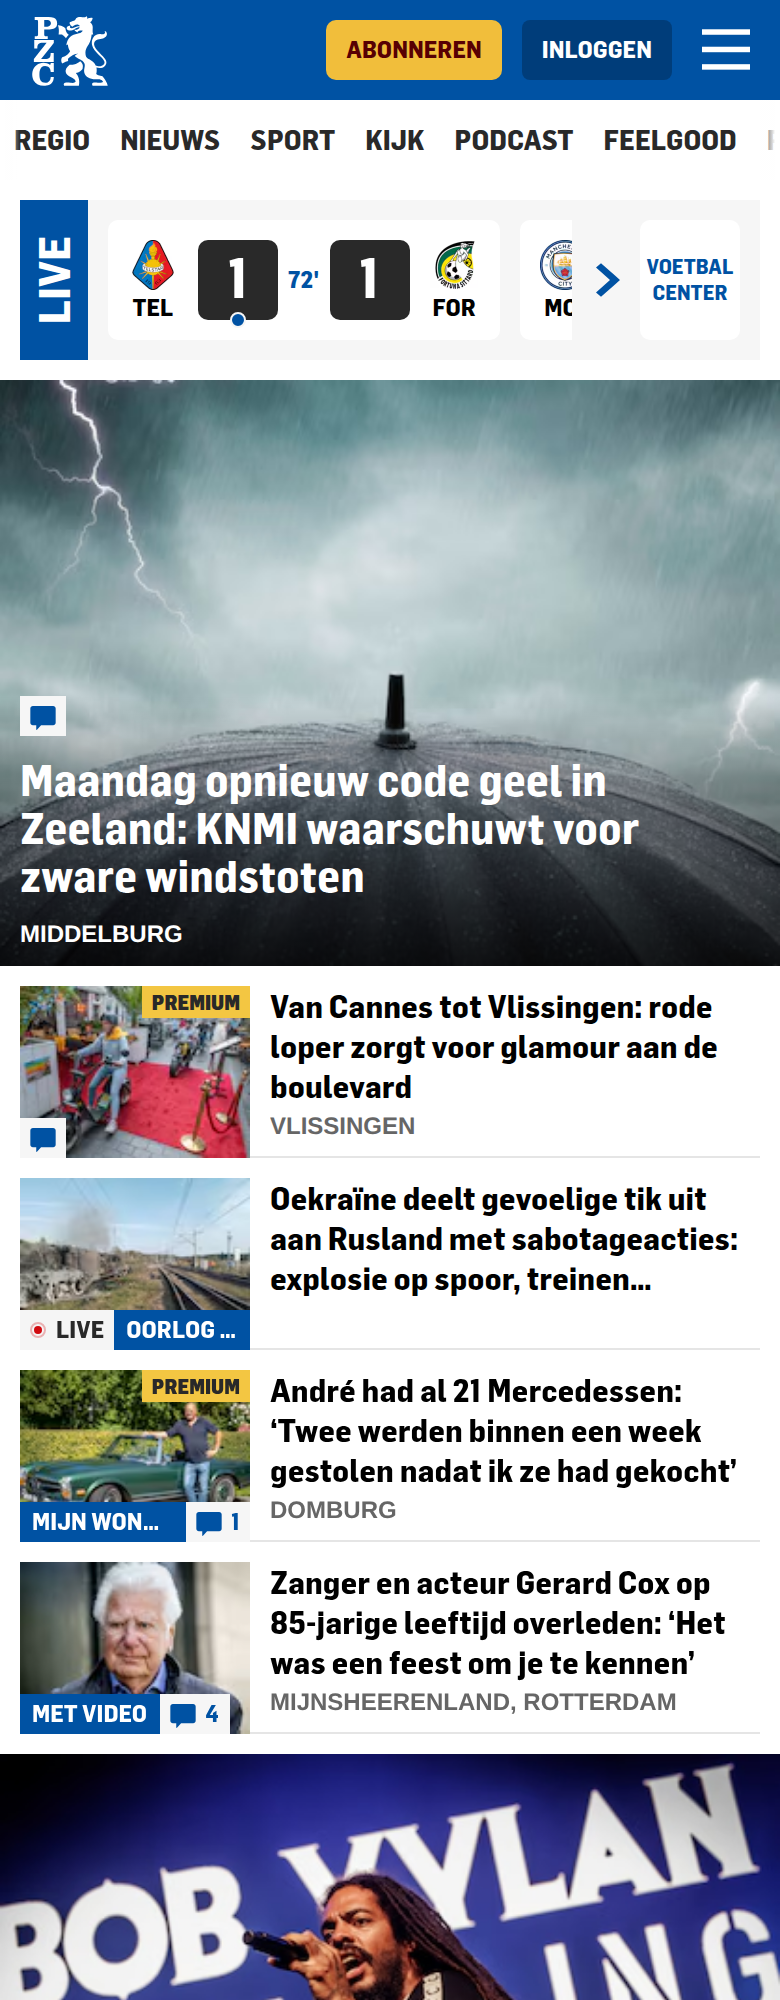 PZC
ABONNEREN
INLOGGEN
REGIO NIEUWS SPORT KIJK PODCAST FEELGOOD
LIVE
TEL
1
72'
1
FOR
VOETBAL
CENTER
Maandag opnieuw code geel in
Zeeland: KNMI waarschuwt voor
zware windstoten
MIDDELBURG
PREMIUM
Van Cannes tot Vlissingen: rode
loper zorgt voor glamour aan de
boulevard
VLISSINGEN
Oekraïne deelt gevoelige tik uit
aan Rusland met sabotageacties:
explosie op spoor, treinen...
LIVE
OORLOG ...
PREMIUM
André had al 21 Mercedessen:
‘Twee werden binnen een week
gestolen nadat ik ze had gekocht’
DOMBURG
MIJN WON...
1
Zanger en acteur Gerard Cox op
85-jarige leeftijd overleden: ‘Het
was een feest om je te kennen’
MIJNSHEERENLAND, ROTTERDAM
MET VIDEO
4
BOB VYLAN